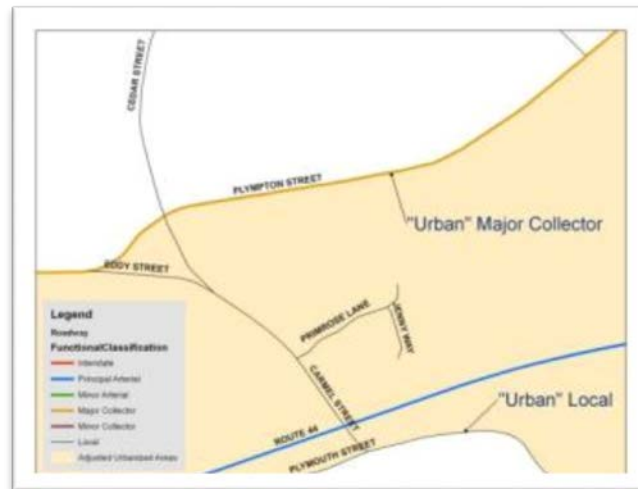 CEDAR STREET
PLYMPTON STREET
"Urban" Major Collector
EDDY STREET
PRIMROSE LANE
JENNY WAY
CARMEL STREET
"Urban" Local
ROUTE 44
PLYMOUTH STREET
Legend
Roadway
FunctionalClassification
Interstate
Principal Arterial
Minor Arterial
Major Collector
Minor Collector
Local
Adjusted Urbanized Areas